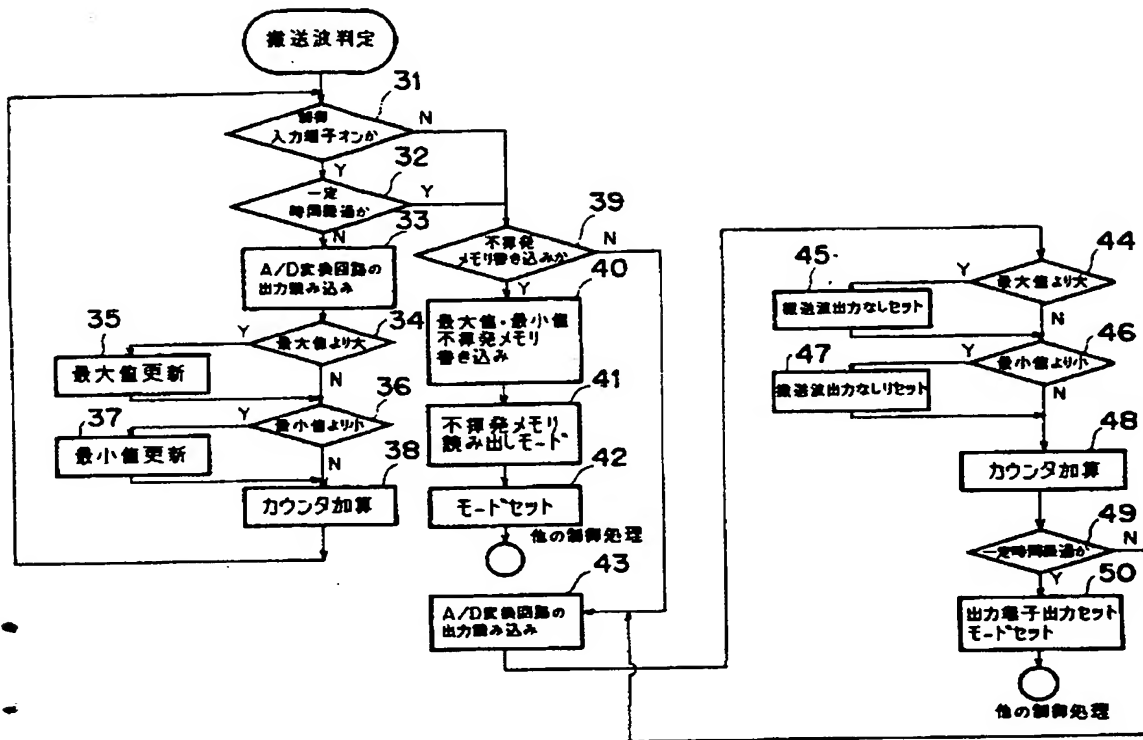 搬送波判定
31
制御
入力端子オンか
N
Y
32
一定
時間経過か
Y
N
33
A/D変換回路の
出力読み込み
34
最大値より大
Y
N
35
最大値更新
36
最小値より小
Y
N
37
最小値更新
38
カウンタ加算
39
不揮発
メモリ書き込みか
N
Y
40
最大値・最小値
不揮発メモリ
書き込み
41
不揮発メモリ
読み出しモード
42
モードセット
他の制御処理
43
A/D変換回路の
出力読み込み
44
最大値より大
Y
N
45
搬送波出力なしセット
46
最小値より小
Y
N
47
搬送波出力なしリセット
48
カウンタ加算
49
一定時間経過か
N
Y
50
出力端子出力セット
モードセット
他の制御処理